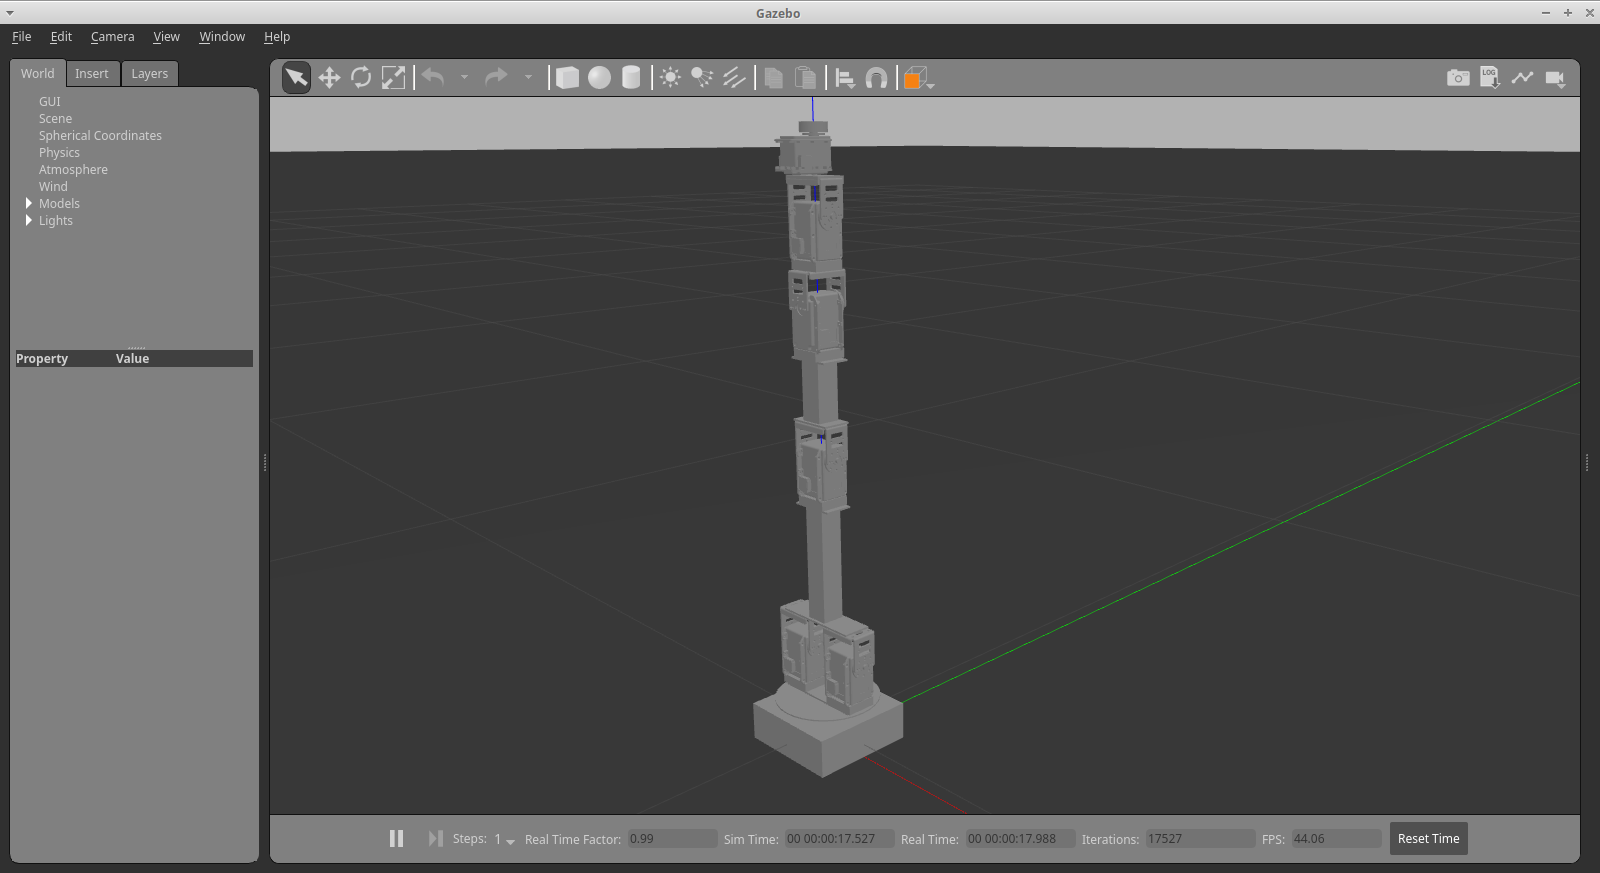 Gazebo
File Edit Camera View Window Help
World Insert Layers
LOG
GUI
Scene
Spherical Coordinates
Physics
Atmosphere
Wind
Models
Lights
Property Value
Steps: 1 Real Time Factor: 0.99 Sim Time: 00 00:00:17.527 Real Time: 00 00:00:17.988 Iterations: 17527 FPS: 44.06 Reset Time